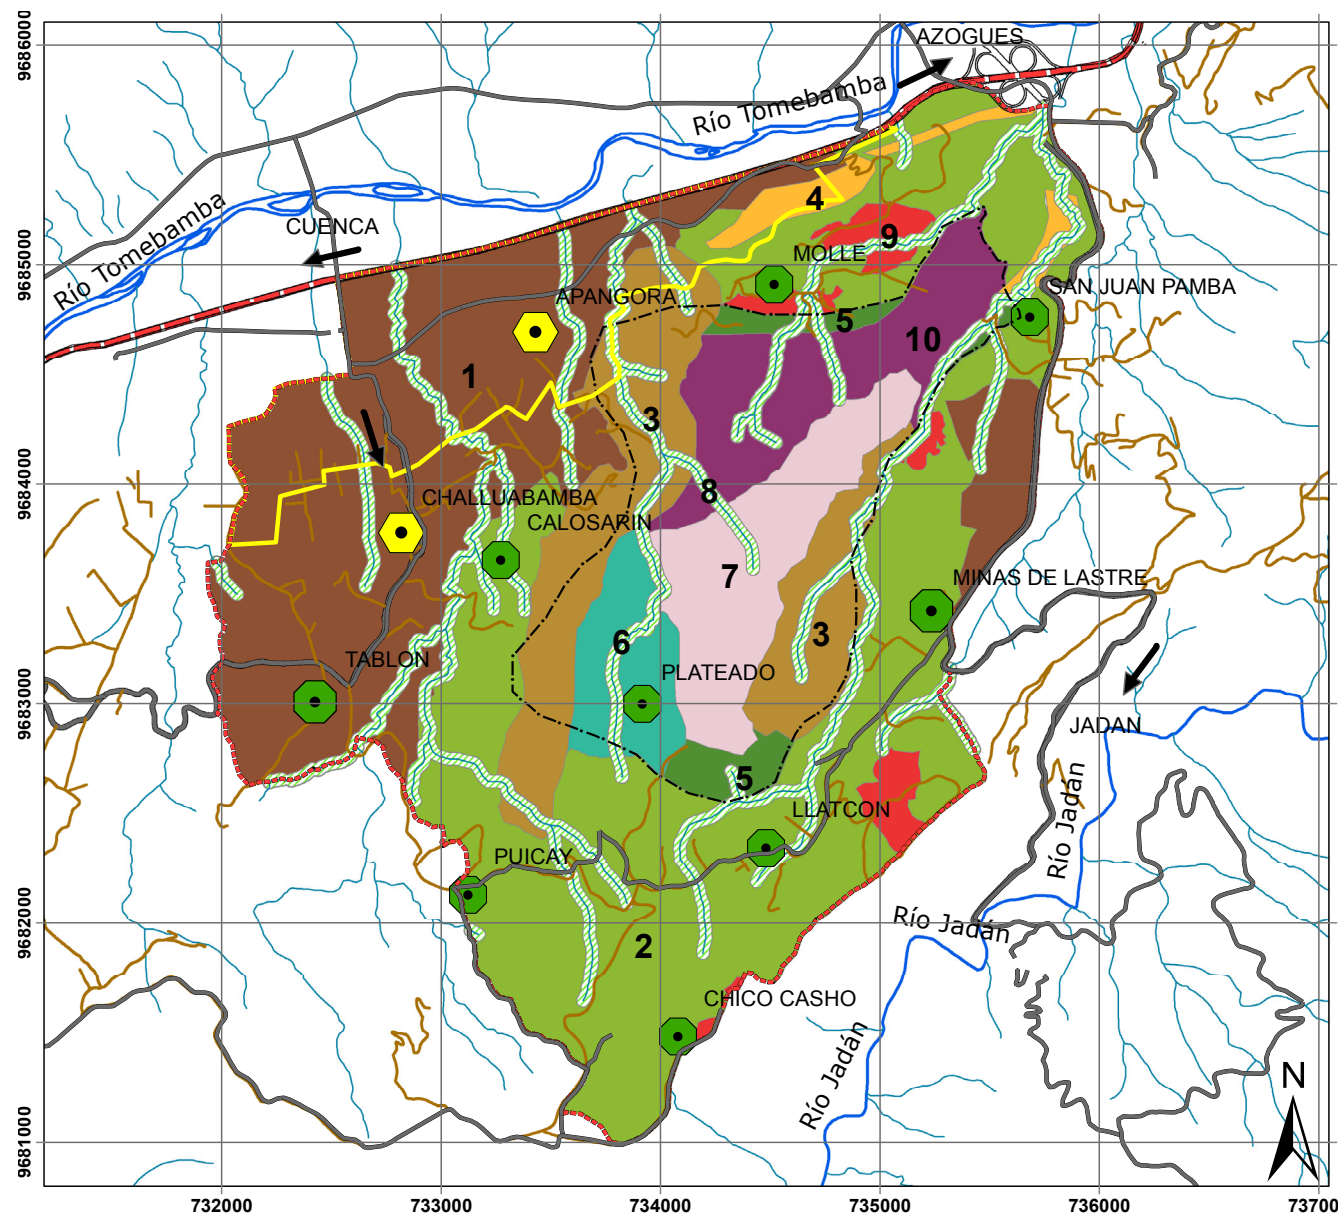 9686000
AZOGUES
Río Tomebamba
Río Tomebamba
CUENCA
4
9
MOLLE
9685000
APANGORA
SAN JUAN PAMBA
5
10
1
3
9684000
CHALLUABAMBA
8
CALOSARIN
7
MINAS DE LASTRE
6
3
TABLON
PLATEADO
9683000
JADAN
5
LLATCON
Río Jadán
PUICAY
9682000
Río Jadán
2
CHICO CASHO
Río Jadán
N
9681000
732000
733000
734000
735000
736000
73700